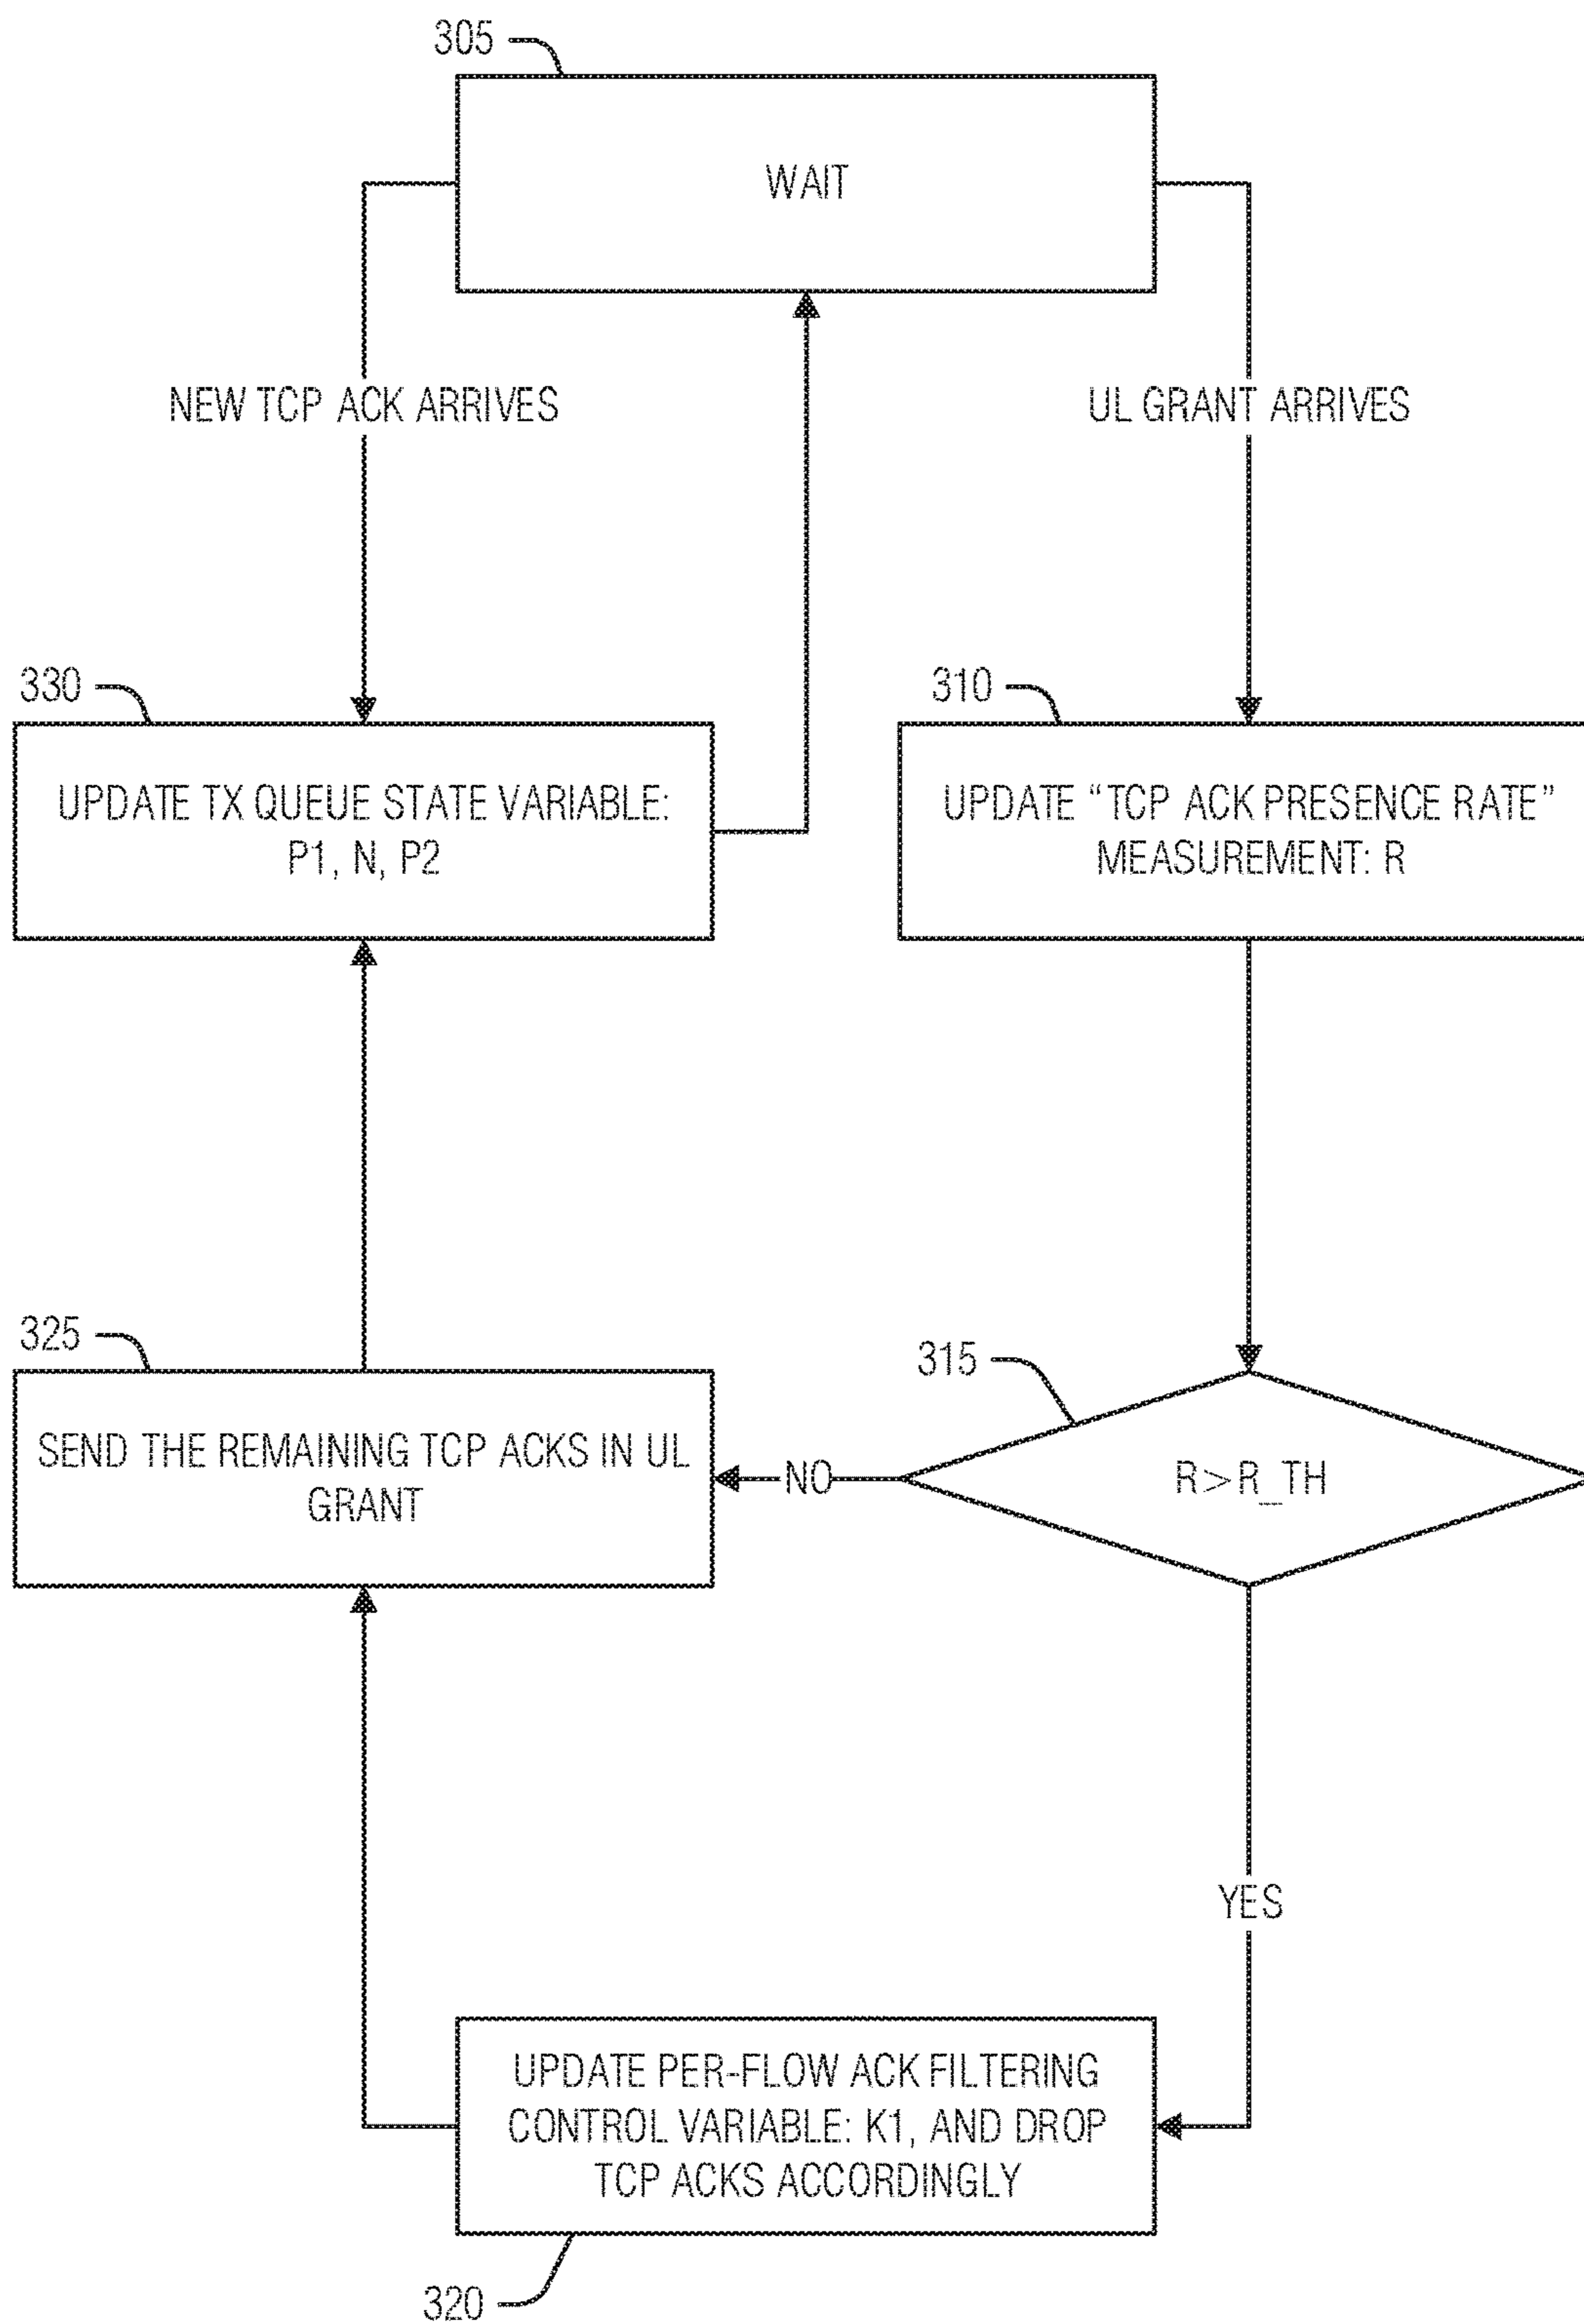 305
WAIT
NEW TCP ACK ARRIVES
UL GRANT ARRIVES
330
310
UPDATE TX QUEUE STATE VARIABLE:
P1, N, P2
UPDATE “TCP ACK PRESENCE RATE”
MEASUREMENT: R
325
315
SEND THE REMAINING TCP ACKS IN UL
GRANT
NO
R>R_TH
YES
UPDATE PER-FLOW ACK FILTERING
CONTROL VARIABLE: K1, AND DROP
TCP ACKS ACCORDINGLY
320